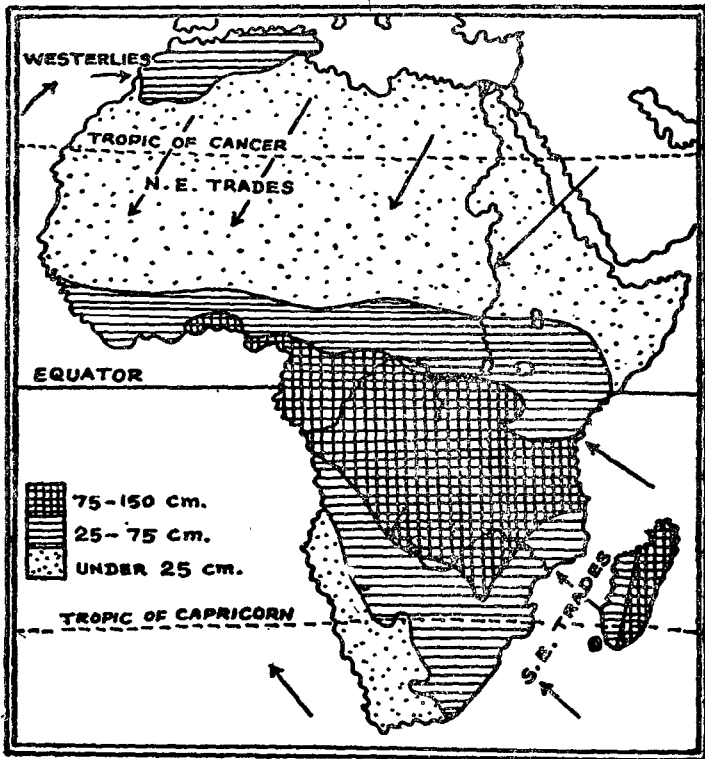 WESTERLIES
TROPIC OF CANCER
N.E. TRADES
EQUATOR
75-150 Cm.
25-75 Cm.
UNDER 25 Cm.
TROPIC OF CAPRICORN
S.E. TRADES